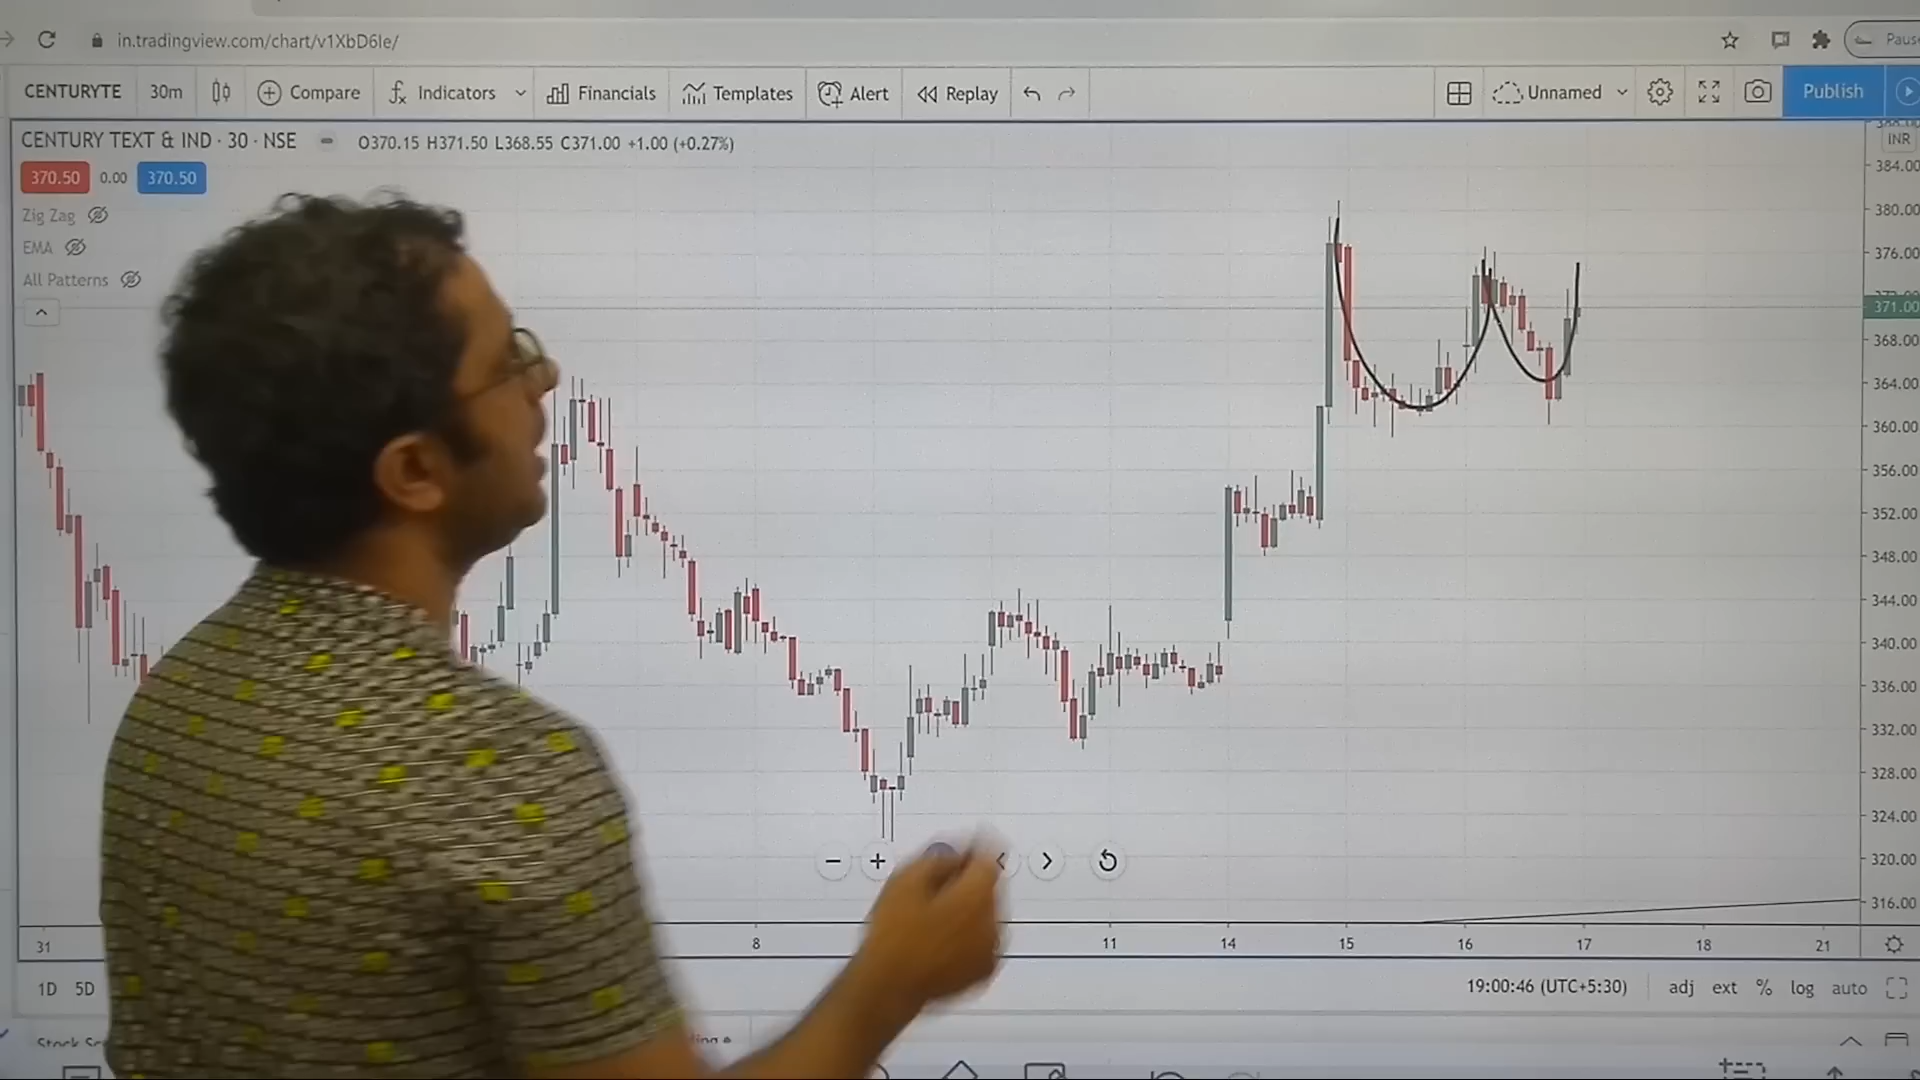 in.tradingview.com/chart/v1XbD6Ie/
CENTURYTE 30m Compare Indicators Financials Templates Alert Replay Unnamed Publish
CENTURY TEXT & IND · 30 · NSE O370.15 H371.50 L368.55 C371.00 +1.00 (+0.27%)
INR
370.50 0.00 370.50
Zig Zag
EMA
All Patterns
384.00
380.00
376.00
371.00
368.00
364.00
360.00
356.00
352.00
348.00
344.00
340.00
336.00
332.00
328.00
324.00
320.00
316.00
31 8 11 14 15 16 17 18 21
1D 5D 19:00:46 (UTC+5:30) adj ext % log auto